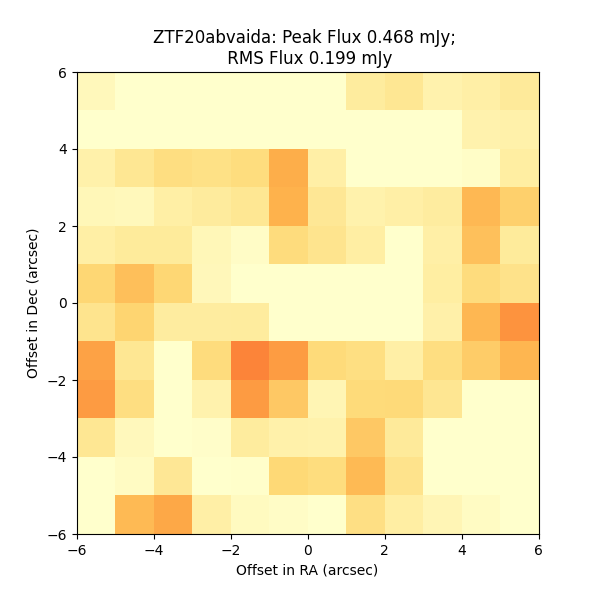 ZTF20abvaida: Peak Flux 0.468 mJy;
RMS Flux 0.199 mJy
6
4
2
0
−2
−4
−6
Offset in Dec (arcsec)
−6 −4 −2 0 2 4 6
Offset in RA (arcsec)